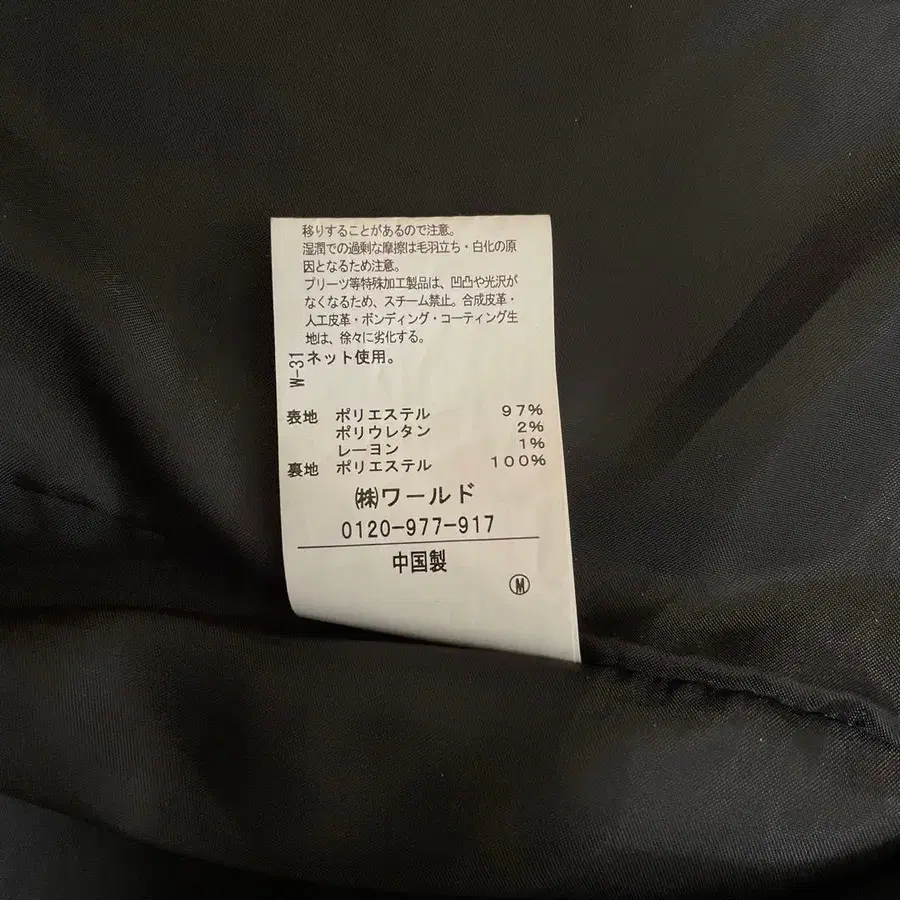 移りすることがあるので注意。
湿潤での過剰な摩擦は毛羽立ち・白化の原
因となるため注意。
プリーツ等特殊加工製品は、凹凸や光沢が
なくなるため、スチーム禁止。合成皮革・
人工皮革・ボンディング・コーティング生
地は、徐々に劣化する。
ネット使用。
W-31
表地 ポリエステル 97%
ポリウレタン 2%
レーヨン 1%
裏地 ポリエステル 100%
㈱ワールド
0120-977-917
中国製
Ⓜ